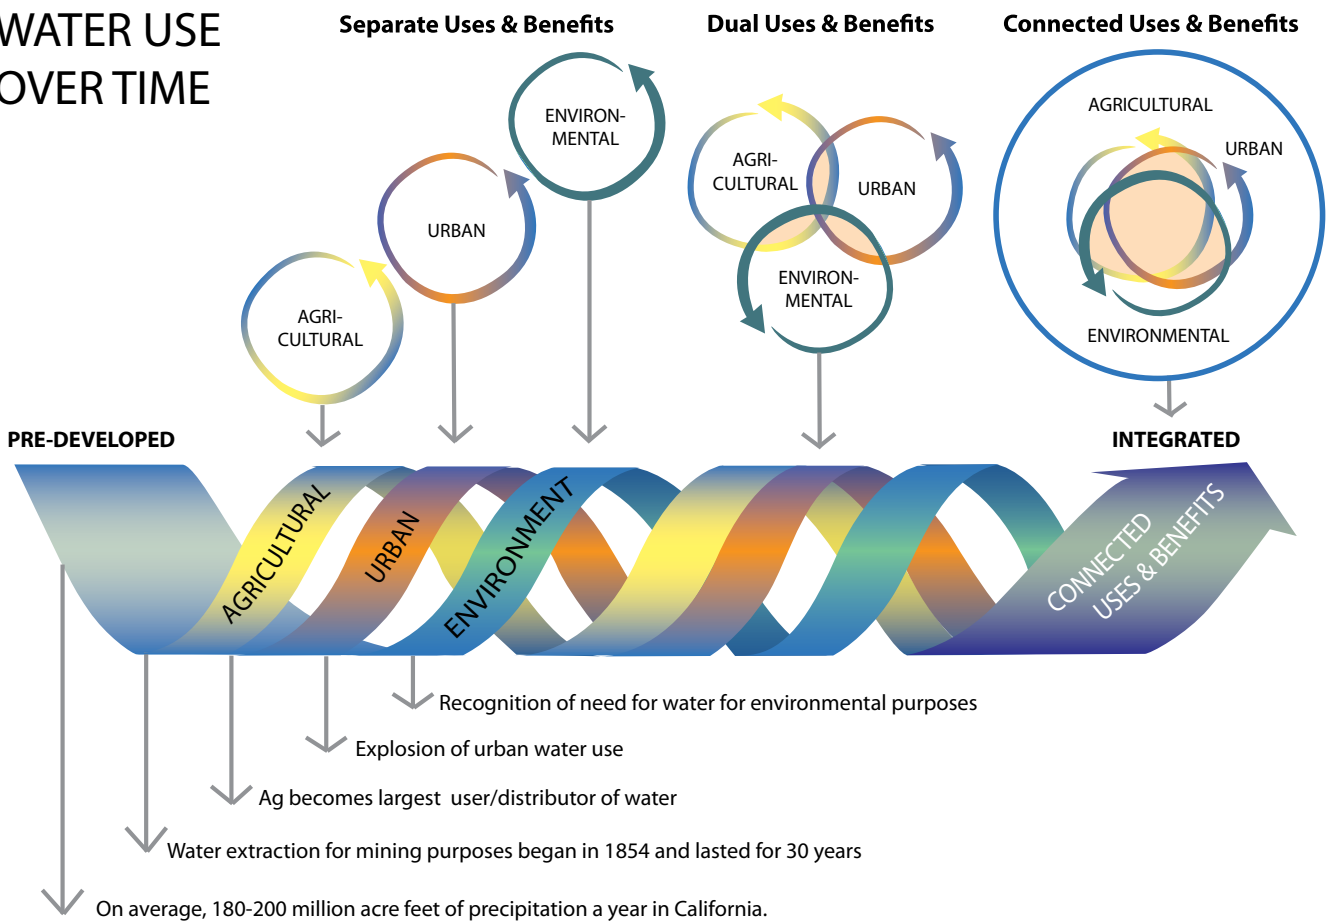 WATER USE
OVER TIME
Separate Uses & Benefits
Dual Uses & Benefits
Connected Uses & Benefits
AGRI-
CULTURAL
URBAN
ENVIRON-
MENTAL
AGRI-
CULTURAL
URBAN
ENVIRON-
MENTAL
AGRICULTURAL
URBAN
ENVIRONMENTAL
PRE-DEVELOPED
INTEGRATED
AGRICULTURAL
URBAN
ENVIRONMENT
CONNECTED
USES & BENEFITS
Recognition of need for water for environmental purposes
Explosion of urban water use
Ag becomes largest user/distributor of water
Water extraction for mining purposes began in 1854 and lasted for 30 years
On average, 180-200 million acre feet of precipitation a year in California.